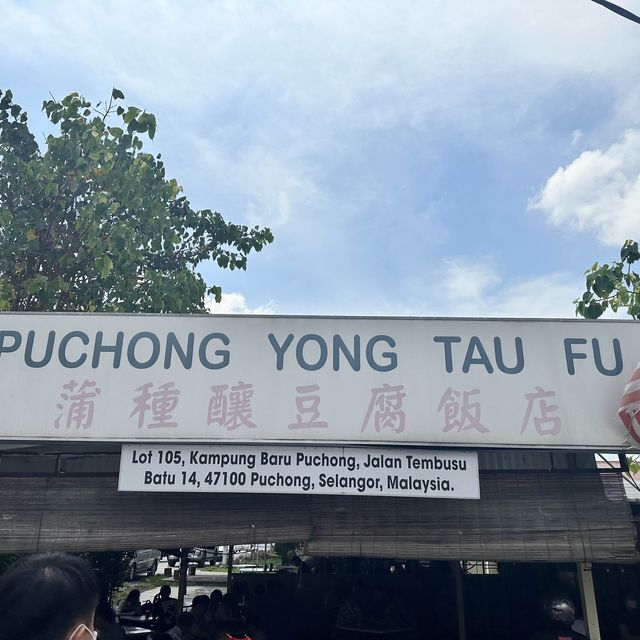 PUCHONG YONG TAU FU
蒲種釀豆腐飯店
Lot 105, Kampung Baru Puchong, Jalan Tembusu
Batu 14, 47100 Puchong, Selangor, Malaysia.